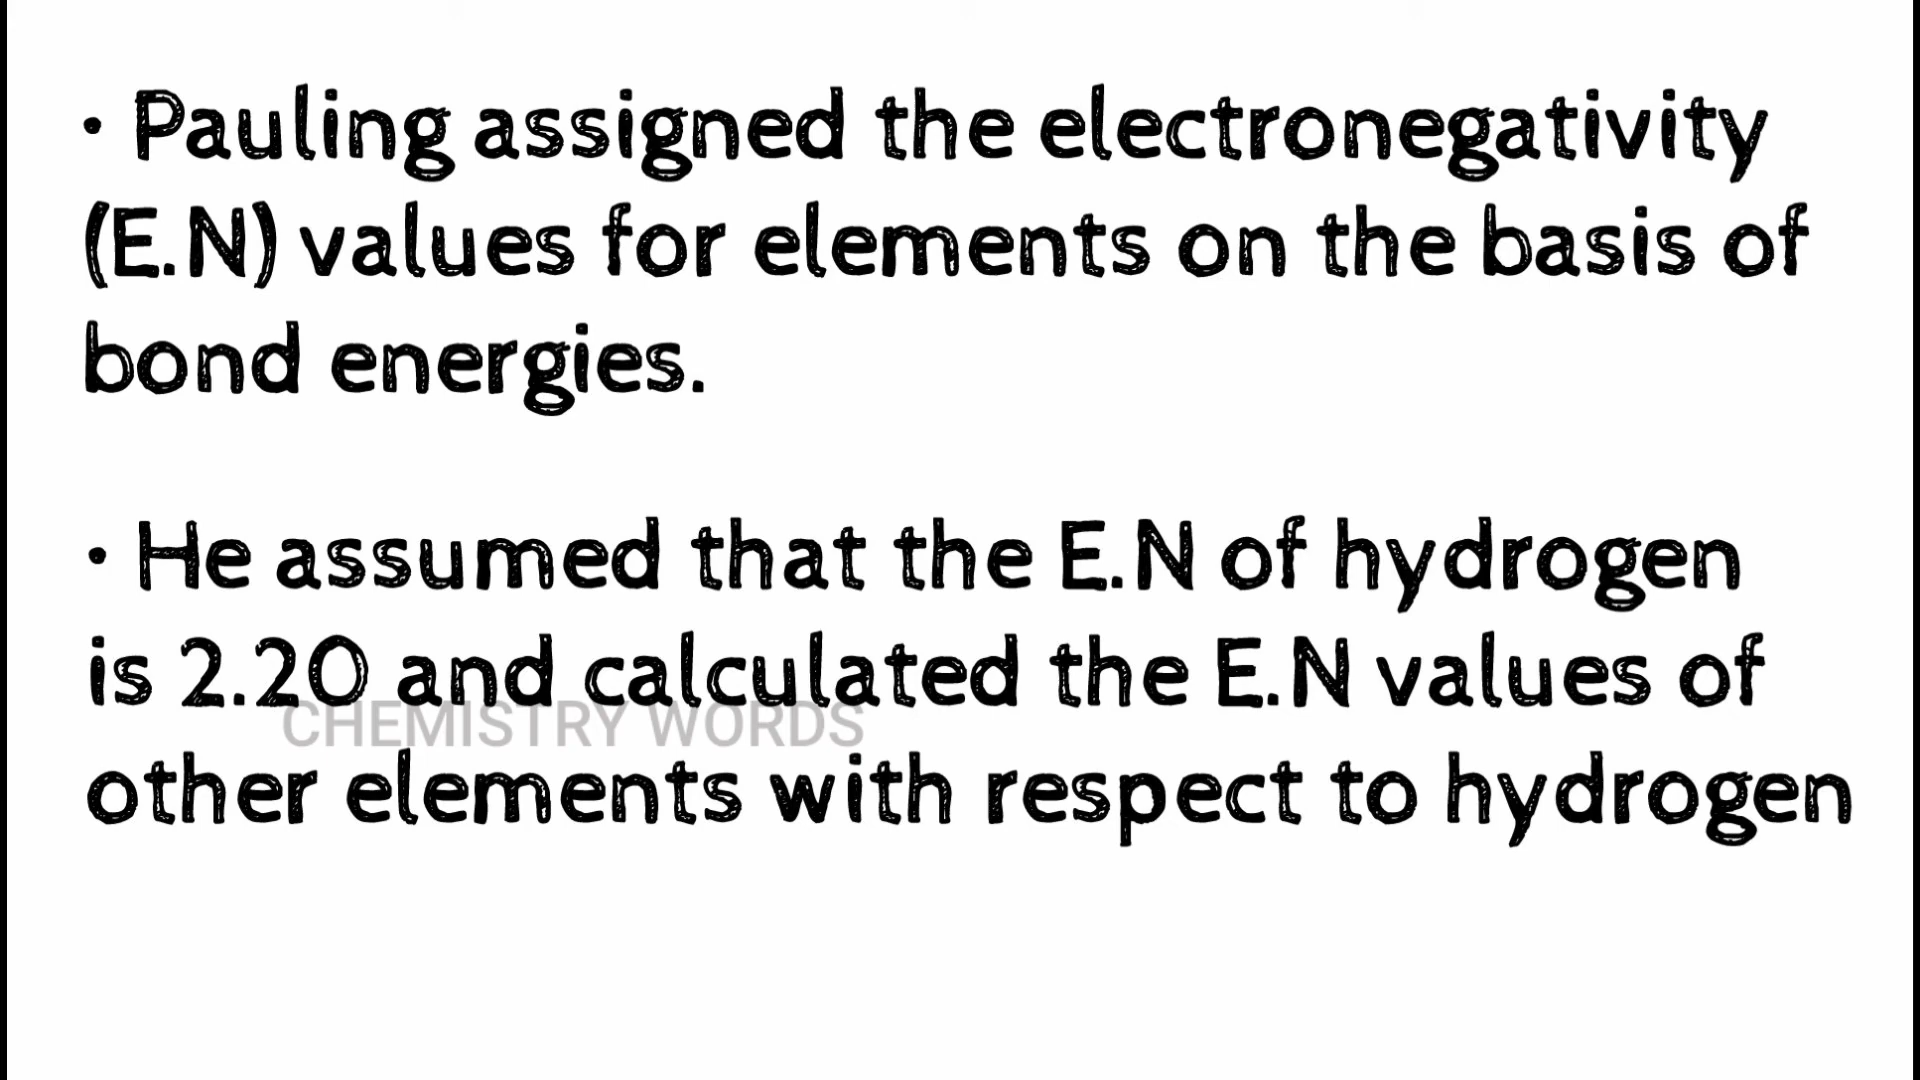 • Pauling assigned the electronegativity
(E.N) values for elements on the basis of
bond energies.
• He assumed that the E.N of hydrogen
is 2.20 and calculated the E.N values of
CHEMISTRY WORDS
other elements with respect to hydrogen